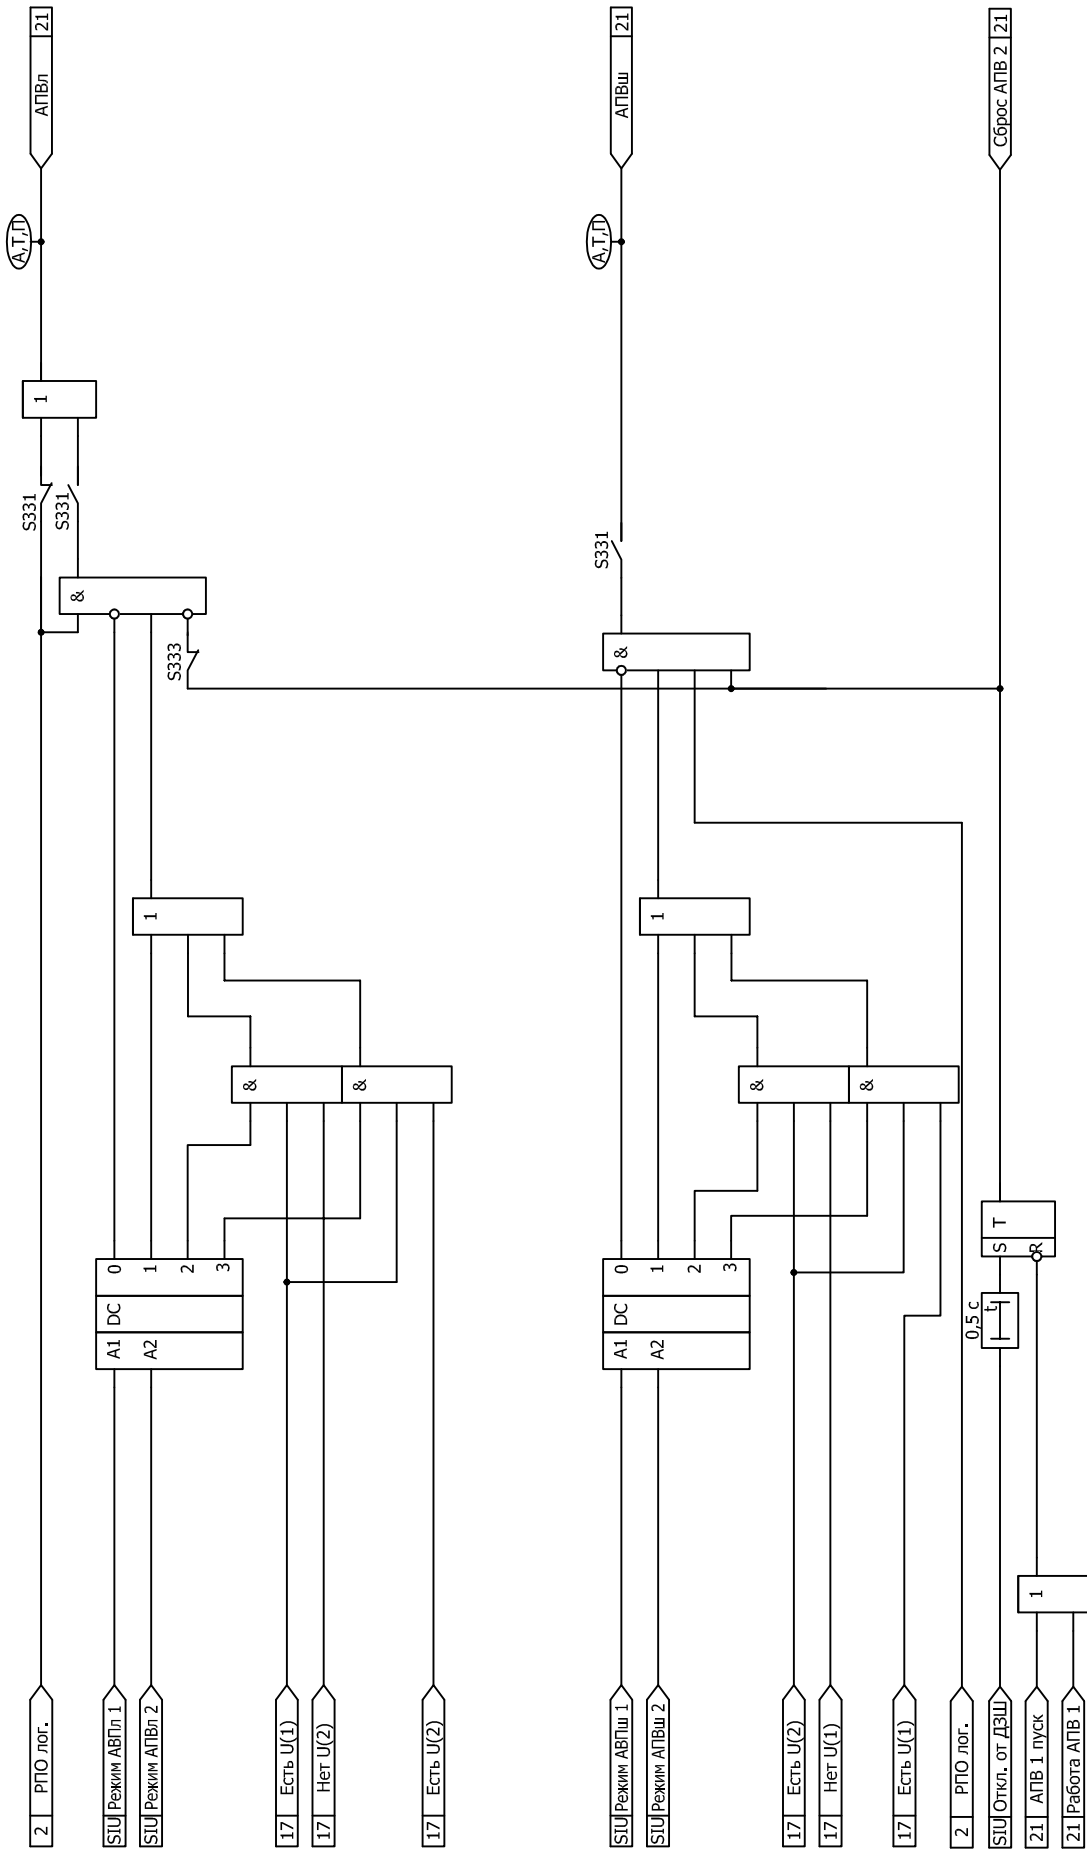 2 РПО лог.
SIU Режим АВПл 1
SIU Режим АПВл 2
17 Есть U(1)
17 Нет U(2)
17 Есть U(2)
A1 DC 0
A2 1
2
3
&
&
1
&
S333
S331
S331
1
А,Т,П
АПВл 21
SIU Режим АВПш 1
SIU Режим АПВш 2
17 Есть U(2)
17 Нет U(1)
17 Есть U(1)
2 РПО лог.
SIU Откл. от ДЗШ
21 АПВ 1 пуск
21 Работа АПВ 1
A1 DC 0
A2 1
2
3
&
&
1
&
S331
А,Т,П
АПВш 21
1
0,5 с
t
S T
R
Сброс АПВ 2 21